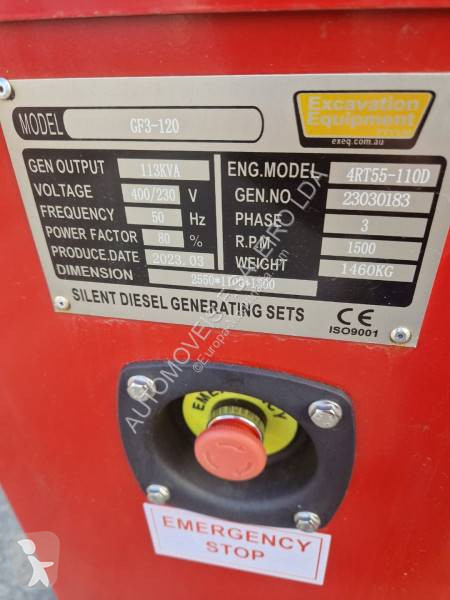 MODEL GF3-120
Excavation
Equipment
exeq.com.au
GEN OUTPUT 113KVA
VOLTAGE 400/230 V
FREQUENCY 50 Hz
POWER FACTOR 80 %
PRODUCE.DATE 2023.03
DIMENSION
ENG.MODEL 4RT55-110D
GEN.NO 23030183
PHASE 3
R.P.M 1500
WEIGHT 1460KG
SILENT DIESEL GENERATING SETS
CE
ISO9001
EMERGENCY
EMERGENCY
STOP